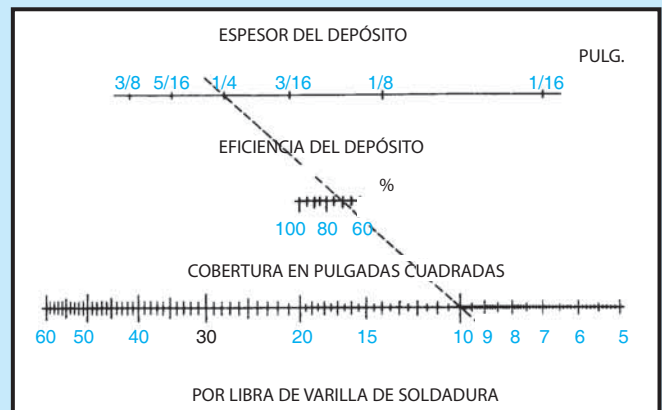 ESPESOR DEL DEPÓSITO
PULG.
3/8 5/16 1/4 3/16 1/8 1/16
EFICIENCIA DEL DEPÓSITO
%
100 80 60
COBERTURA EN PULGADAS CUADRADAS
60 50 40 30 20 15 10 9 8 7 6 5
POR LIBRA DE VARILLA DE SOLDADURA